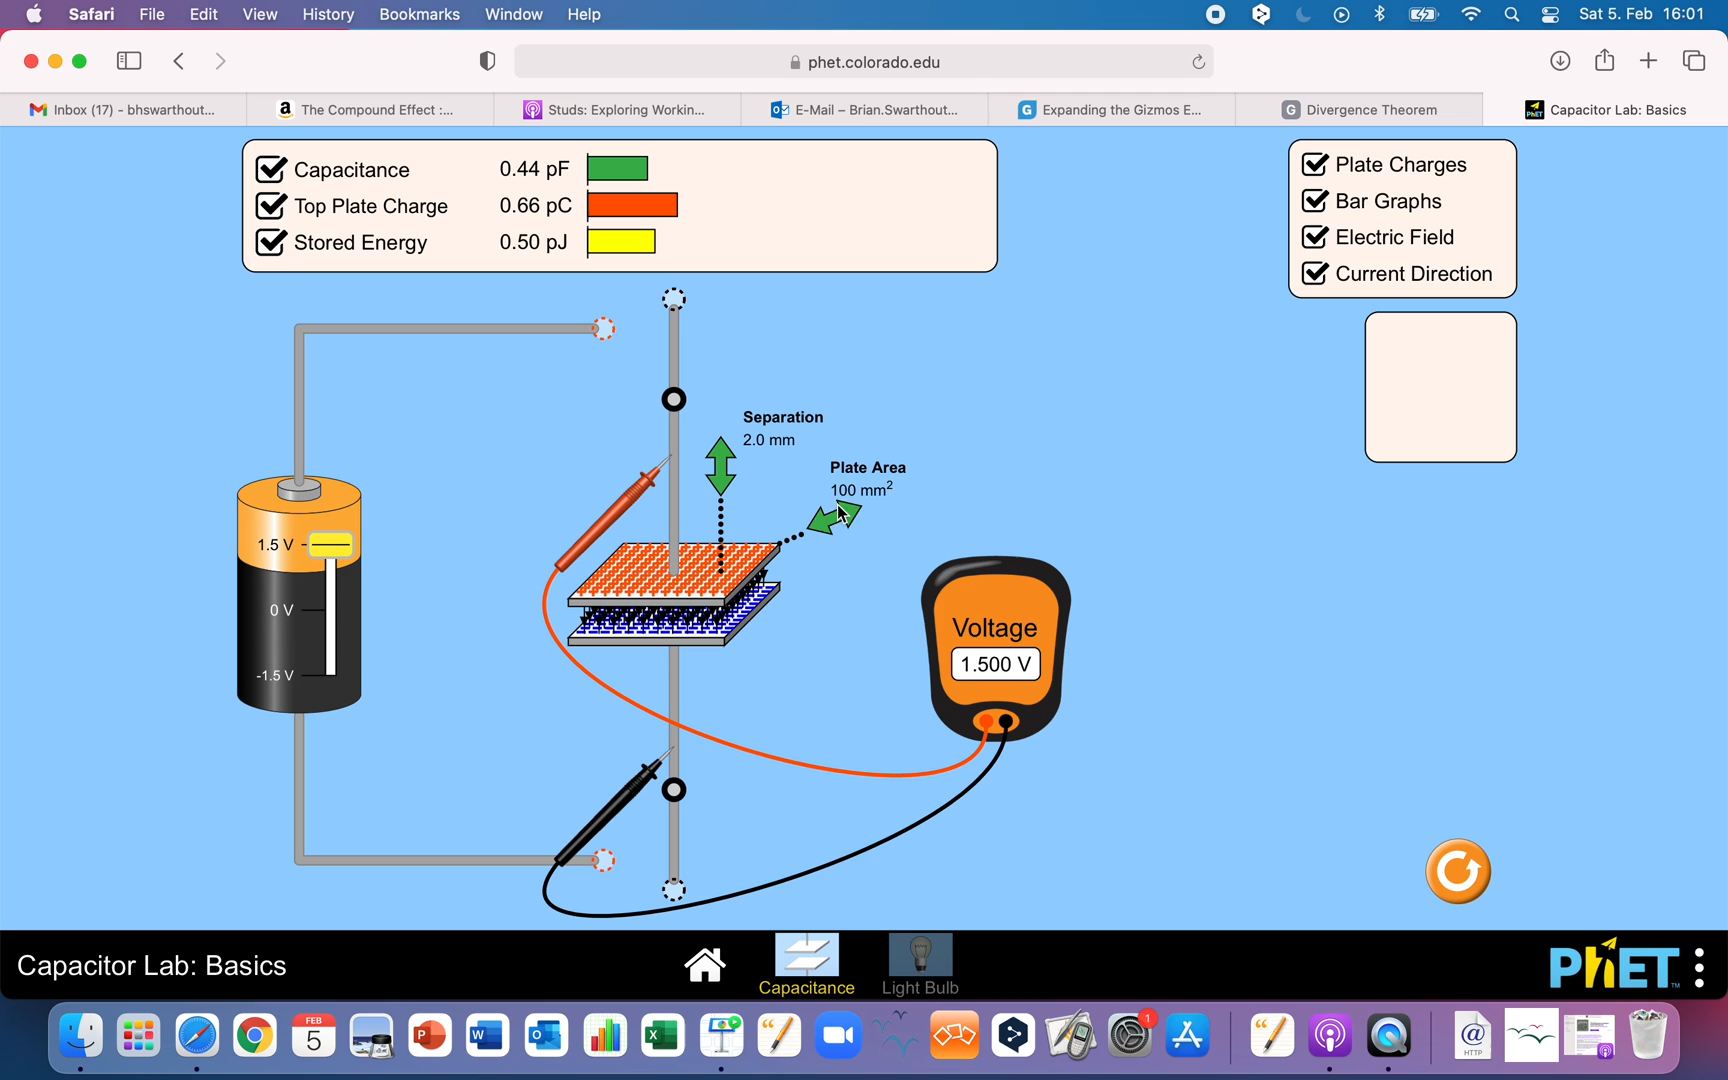 Safari File Edit View History Bookmarks Window Help Sat 5. Feb 16:01
phet.colorado.edu
Inbox (17) - bhswarthout... The Compound Effect :... Studs: Exploring Workin... E-Mail – Brian.Swarthout... Expanding the Gizmos E... Divergence Theorem Capacitor Lab: Basics
Capacitance 0.44 pF
Top Plate Charge 0.66 pC
Stored Energy 0.50 pJ
Plate Charges
Bar Graphs
Electric Field
Current Direction
Separation
2.0 mm
Plate Area
100 mm²
1.5 V
0 V
-1.5 V
Voltage
1.500 V
Capacitor Lab: Basics
Capacitance
Light Bulb
PhET
FEB
5
1
HTTP